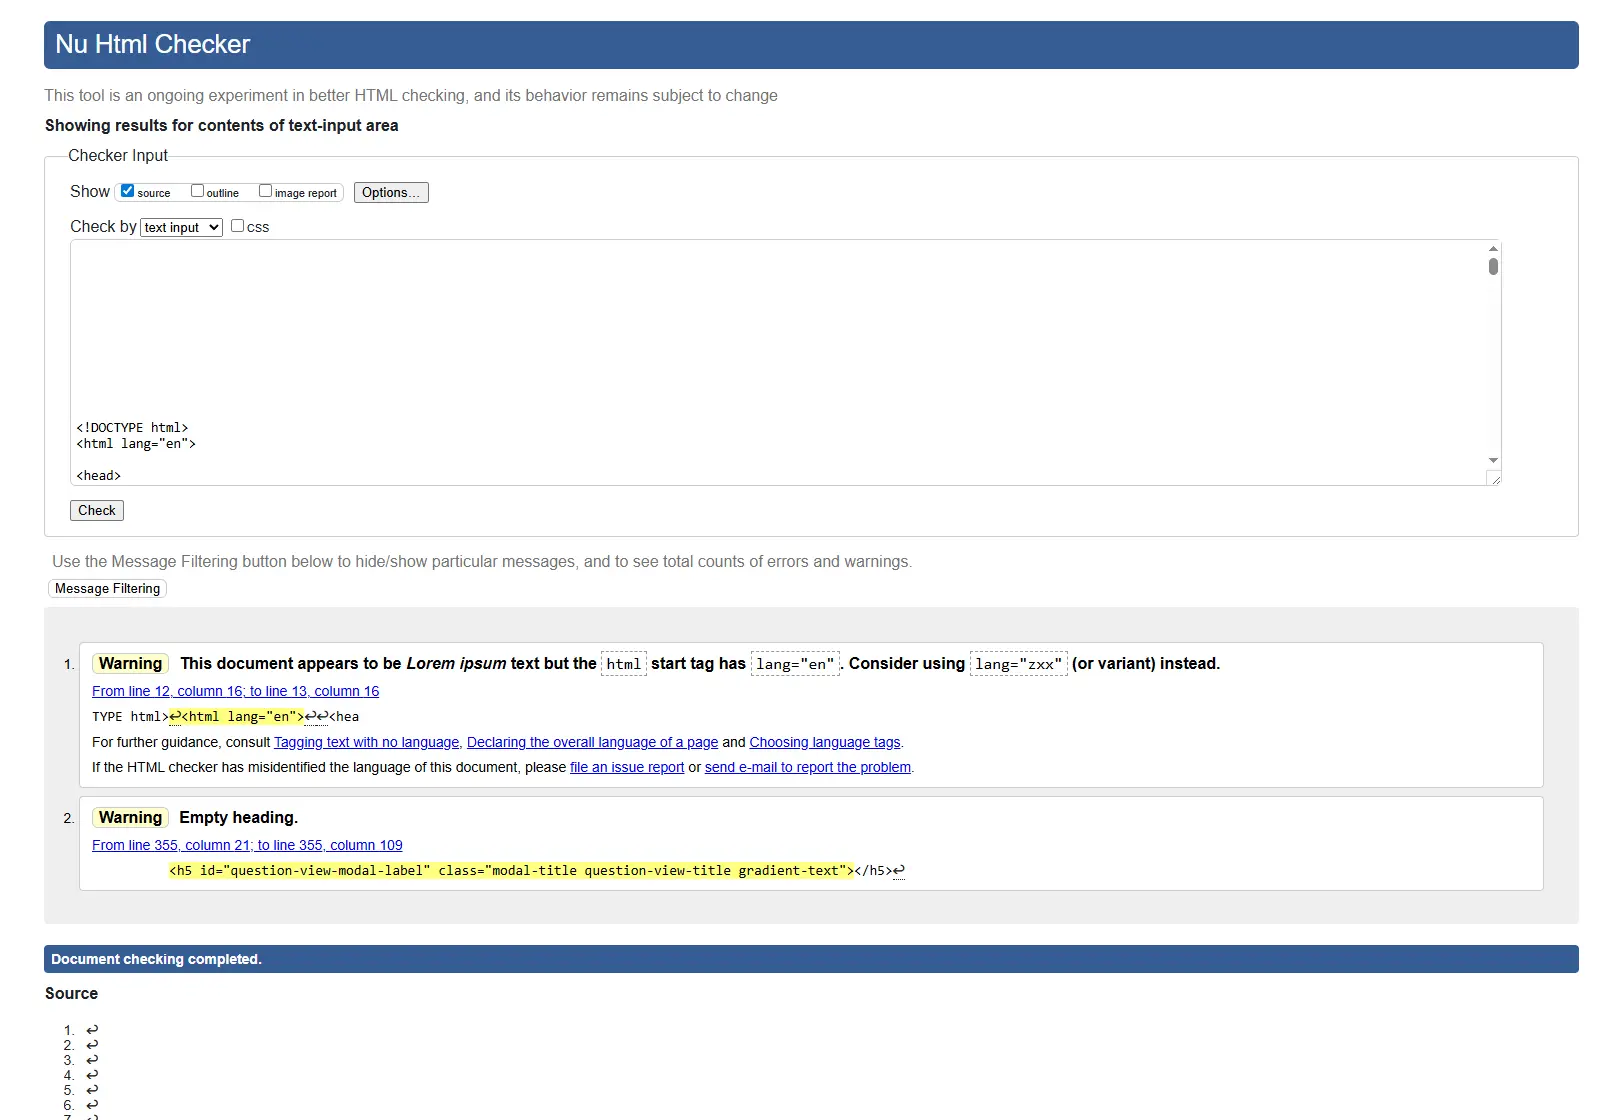 Nu Html Checker
This tool is an ongoing experiment in better HTML checking, and its behavior remains subject to change
Showing results for contents of text-input area
Checker Input
Show source outline image report Options...
Check by text input css
<!DOCTYPE html>
<html lang="en">
<head>
Check
Use the Message Filtering button below to hide/show particular messages, and to see total counts of errors and warnings.
Message Filtering
1. Warning This document appears to be Lorem ipsum text but the html start tag has lang="en". Consider using lang="zxx" (or variant) instead.
From line 12, column 16; to line 13, column 16
TYPE html>↩<html lang="en">↩↩<hea
For further guidance, consult Tagging text with no language, Declaring the overall language of a page and Choosing language tags.
If the HTML checker has misidentified the language of this document, please file an issue report or send e-mail to report the problem.
2. Warning Empty heading.
From line 355, column 21; to line 355, column 109
<h5 id="question-view-modal-label" class="modal-title question-view-title gradient-text"></h5>↩
Document checking completed.
Source
1. ↩
2. ↩
3. ↩
4. ↩
5. ↩
6. ↩
7. ↩